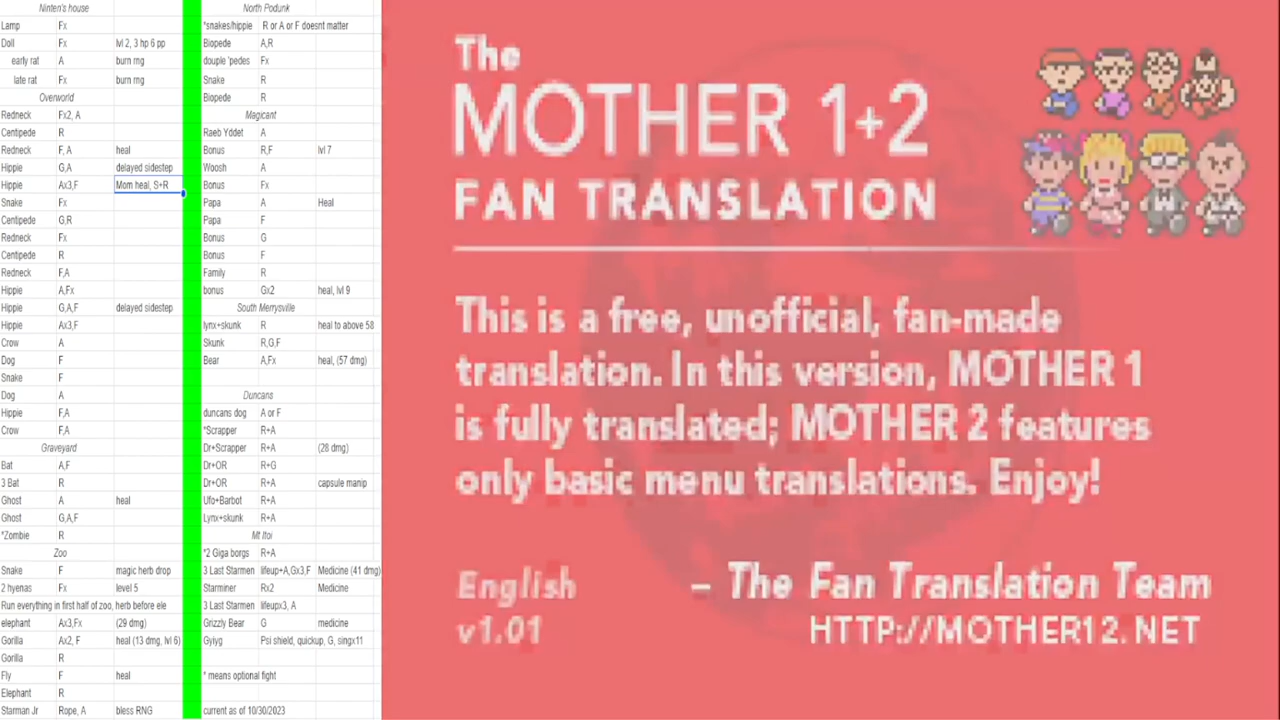 Ninten's house
Lamp Fx
Doll Fx lvl 2, 3 hp 6 pp
early rat A burn rng
late rat Fx burn rng
Overworld
Redneck Fx2, A
Centipede R
Redneck F, A heal
Hippie G,A delayed sidestep
Hippie Ax3,F Mom heal, S+R
Snake Fx
Centipede G,R
Redneck Fx
Centipede R
Redneck F,A
Hippie A,Fx
Hippie G,A,F delayed sidestep
Hippie Ax3,F
Crow A
Dog F
Snake F
Dog A
Hippie F,A
Crow F,A
Graveyard
Bat A,F
3 Bat R
Ghost A heal
Ghost G,A,F
*Zombie R
Zoo
Snake F magic herb drop
2 hyenas Fx level 5
Run everything in first half of zoo, herb before ele
elephant Ax3,Fx (29 dmg)
Gorilla Ax2, F heal (13 dmg, lvl 6)
Gorilla R
Fly F heal
Elephant R
Starman Jr Rope, A bless RNG
North Podunk
*snakes/hippie R or A or F doesnt matter
Biopede A,R
douple 'pedes Fx
Snake R
Biopede R
Magicant
Raeb Yddet A
Bonus R,F lvl 7
Woosh A
Bonus Fx
Papa A Heal
Papa F
Bonus G
Bonus F
Family R
bonus Gx2 heal, lvl 9
South Merrysville
lynx+skunk R heal to above 58
Skunk R,G,F
Bear A,Fx heal, (57 dmg)
Duncans
duncans dog A or F
*Scrapper R+A
Dr+Scrapper R+A (28 dmg)
Dr+OR R+G
Dr+OR R+A capsule manip
Ufo+Barbot R+A
Lynx+skunk R+A
Mt Itoi
*2 Giga borgs R+A
3 Last Starmen lifeup+A,Gx3,F Medicine (41 dmg)
Starminer Rx2 Medicine
3 Last Starmen lifeupx3, A
Grizzly Bear G medicine
Gyiyg Psi shield, quickup, G, singx11
* means optional fight
current as of 10/30/2023
The
MOTHER 1+2
FAN TRANSLATION
This is a free, unofficial, fan-made
translation. In this version, MOTHER 1
is fully translated; MOTHER 2 features
only basic menu translations. Enjoy!
English – The Fan Translation Team
v1.01 HTTP://MOTHER12.NET